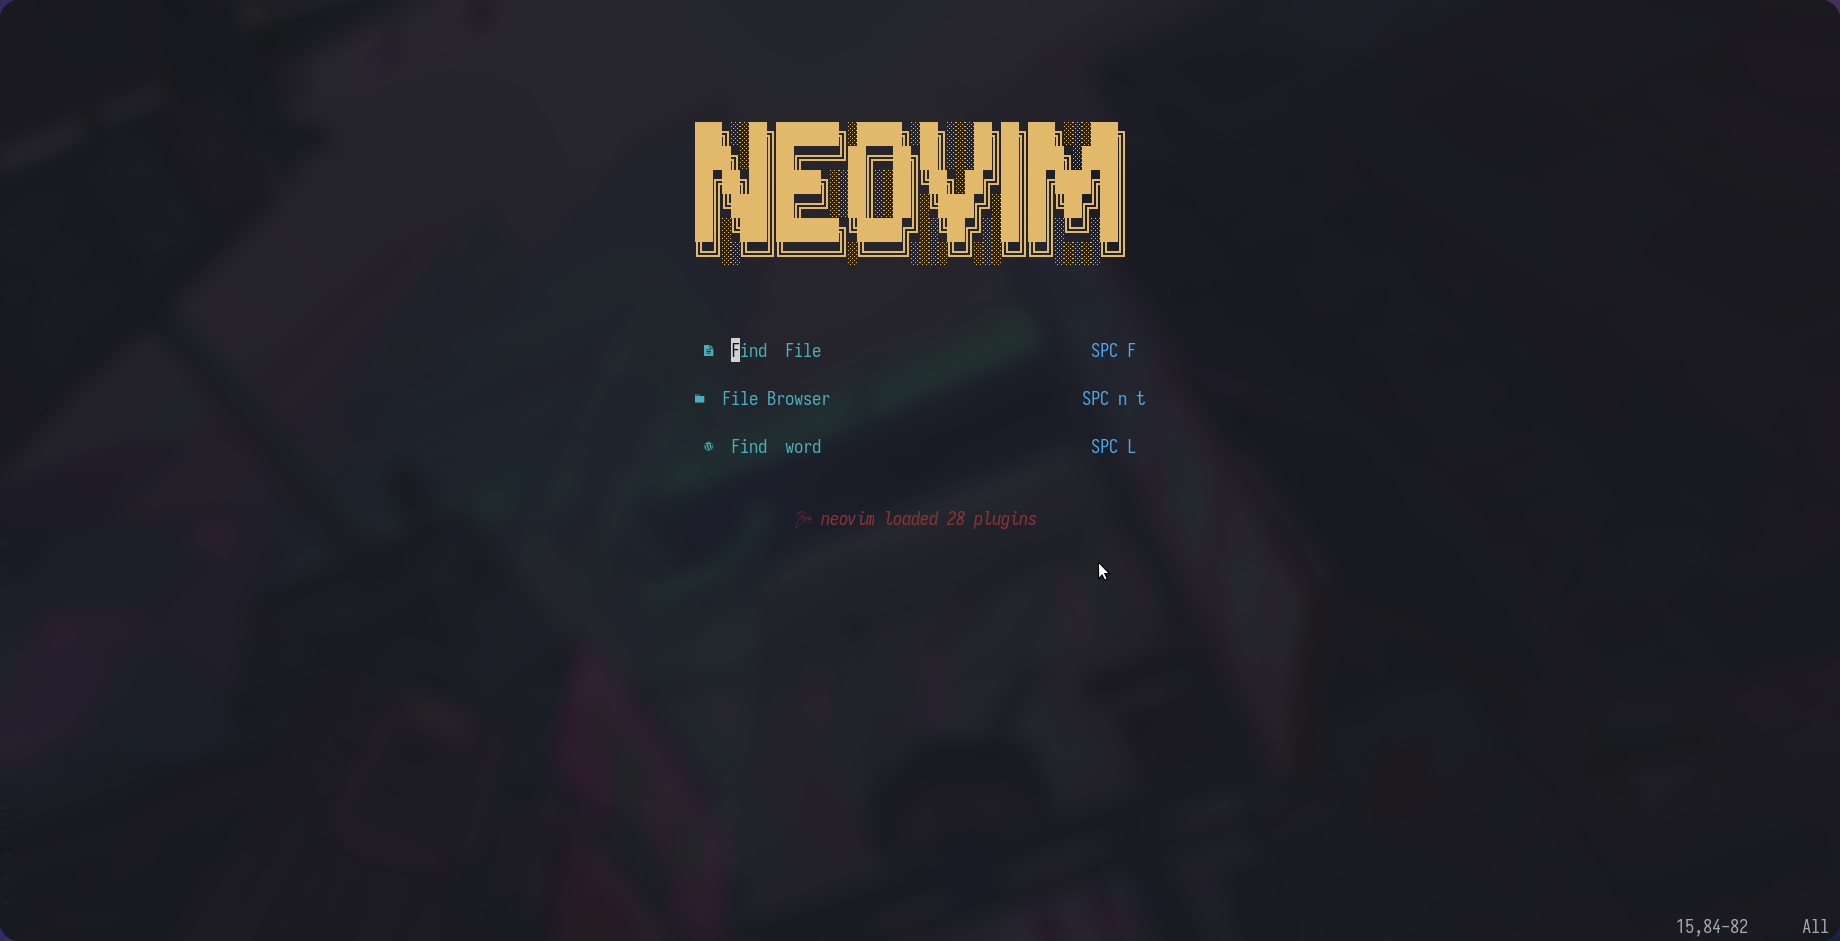 NEOVIM
Find  File SPC F
File Browser SPC n t
Find  word SPC L
neovim loaded 28 plugins
15,84-82 All